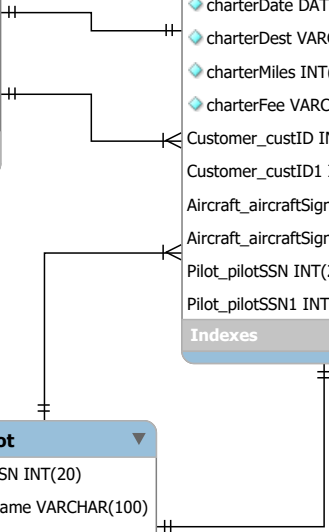 charterDate DAT
charterDest VARC
charterMiles INT(
charterFee VARC
Customer_custID IN
Customer_custID1 I
Aircraft_aircraftSign
Aircraft_aircraftSign
Pilot_pilotSSN INT(2
Pilot_pilotSSN1 INT
Indexes
ot
SN INT(20)
ame VARCHAR(100)